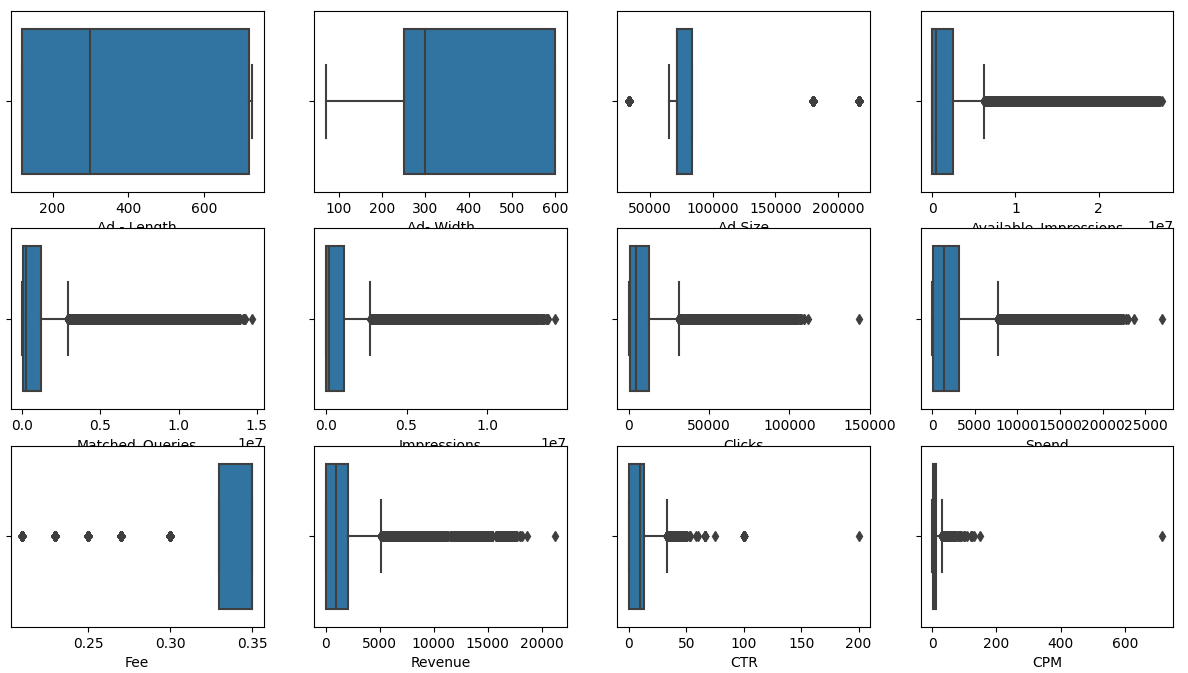 200 400 600
Ad - Length
100 200 300 400 500 600
Ad- Width
50000 100000 150000 200000
Ad Size
0 1 2
1e7
Available_Impressions
0.0 0.5 1.0 1.5
1e7
Matched_Queries
0.0 0.5 1.0
1e7
Impressions
0 50000 100000 150000
Clicks
0 5000 10000 15000 20000 25000
Spend
0.25 0.30 0.35
Fee
0 5000 10000 15000 20000
Revenue
0 50 100 150 200
CTR
0 200 400 600
CPM